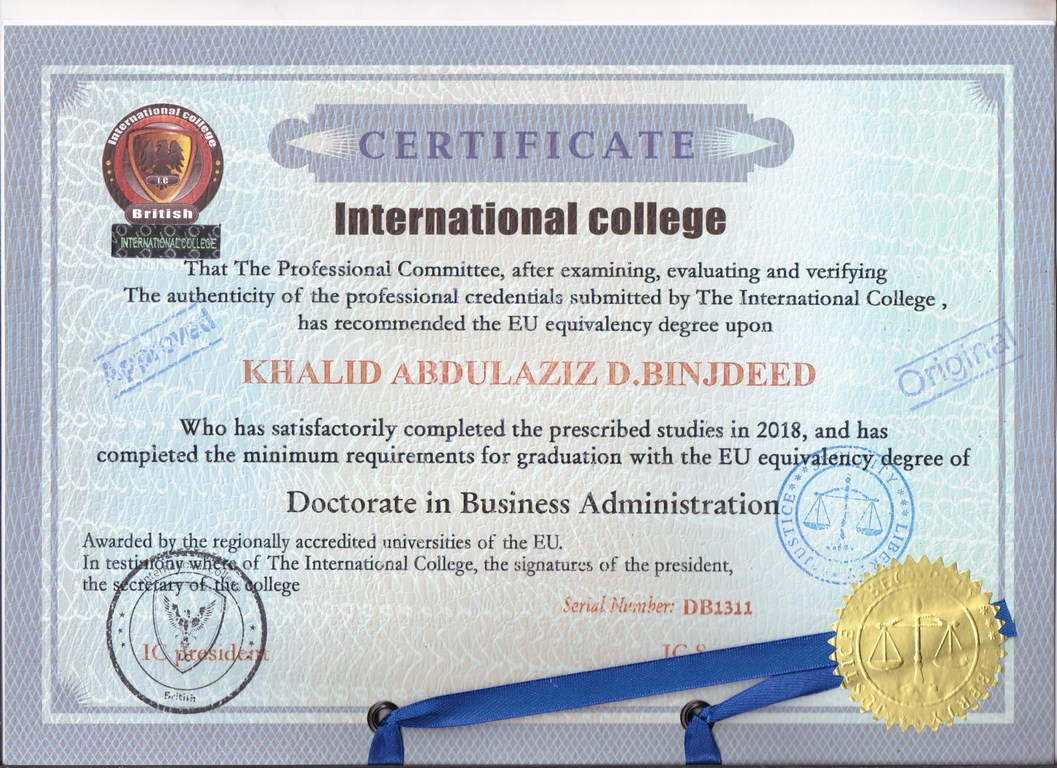 International college
I.C
British
INTERNATIONAL COLLEGE
CERTIFICATE
International college
That The Professional Committee, after examining, evaluating and verifying
The authenticity of the professional credentials submitted by The International College ,
has recommended the EU equivalency degree upon
Approved
Original
KHALID ABDULAZIZ D.BINJDEED
Who has satisfactorily completed the prescribed studies in 2018, and has
completed the minimum requirements for graduation with the EU equivalency degree of
Doctorate in Business Administration
JUSTICE
Awarded by the regionally accredited universities of the EU.
In testimony where of The International College, the signatures of the president,
the secretary of the college
Serial Number: DB1311
IC president
IC S
British